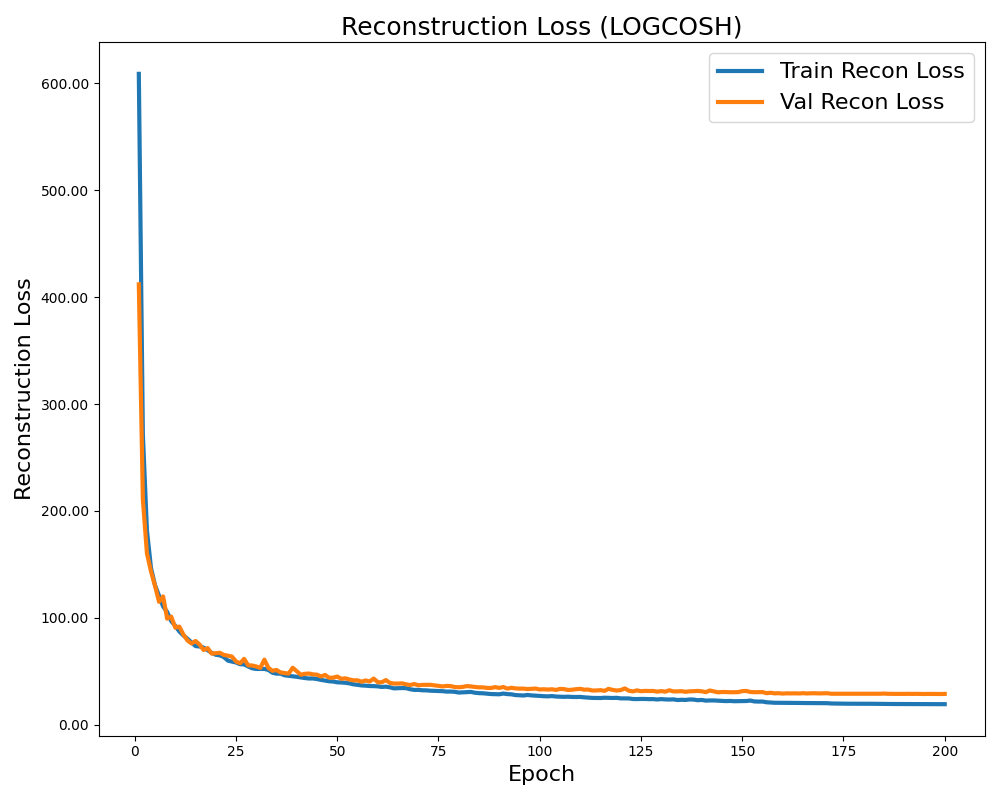 Reconstruction Loss (LOGCOSH)
Train Recon Loss
Val Recon Loss
Reconstruction Loss
600.00
500.00
400.00
300.00
200.00
100.00
0.00
0 25 50 75 100 125 150 175 200
Epoch